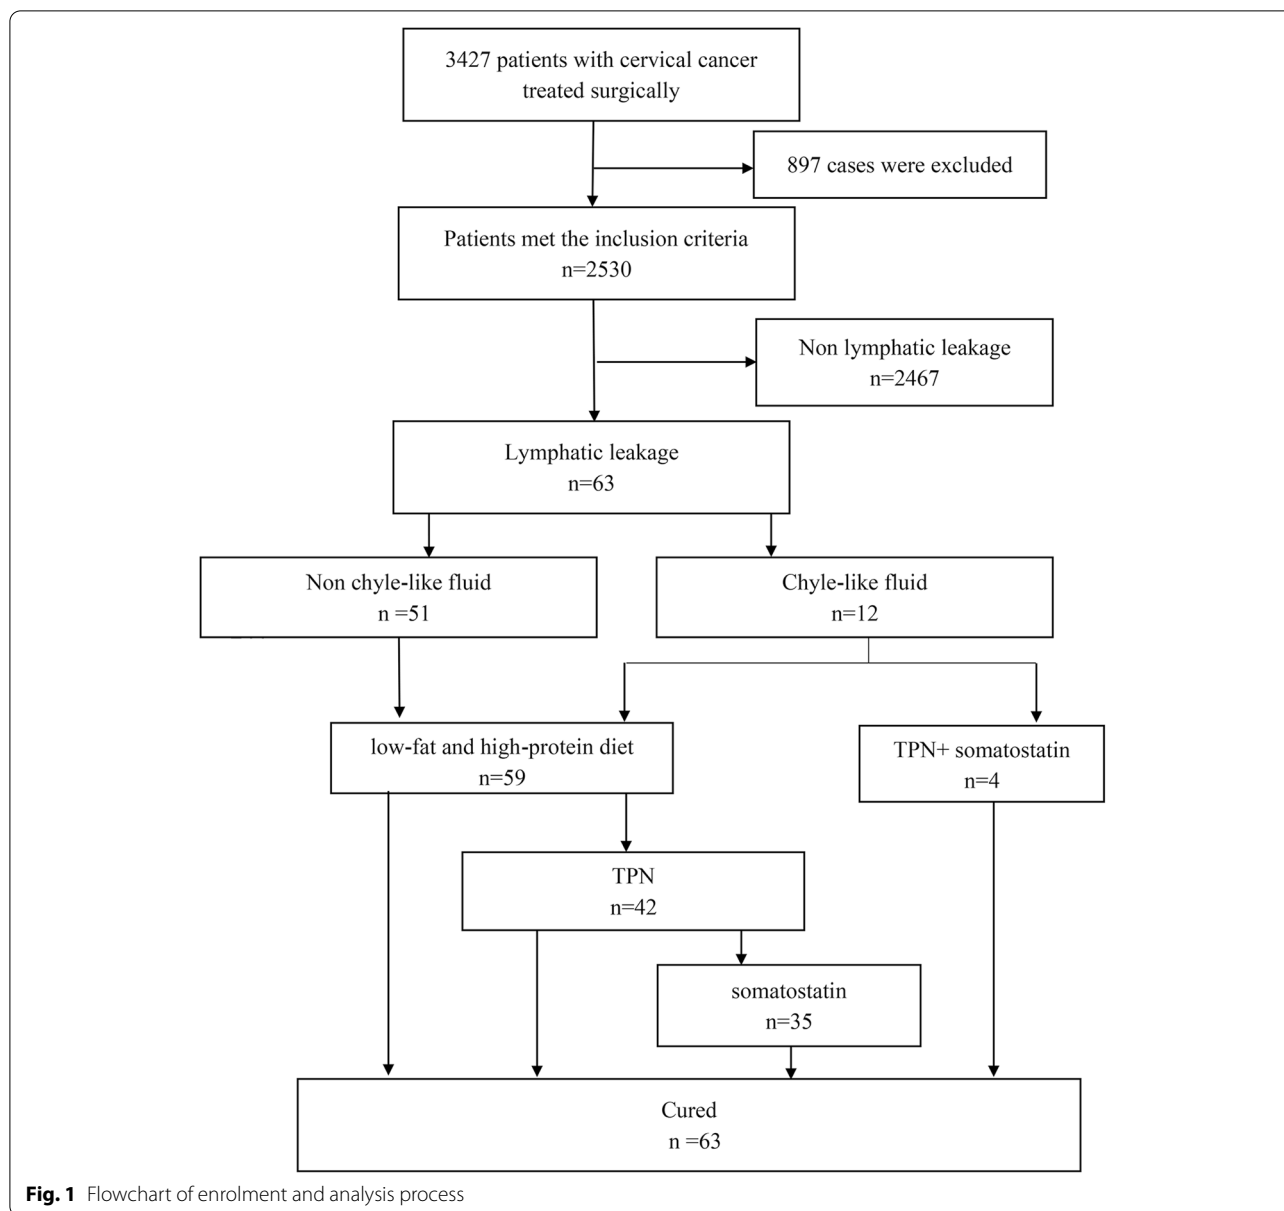 3427 patients with cervical cancer
treated surgically
897 cases were excluded
Patients met the inclusion criteria
n=2530
Non lymphatic leakage
n=2467
Lymphatic leakage
n=63
Non chyle-like fluid
n =51
Chyle-like fluid
n=12
low-fat and high-protein diet
n=59
TPN+ somatostatin
n=4
TPN
n=42
somatostatin
n=35
Cured
n =63
Fig. 1 Flowchart of enrolment and analysis process